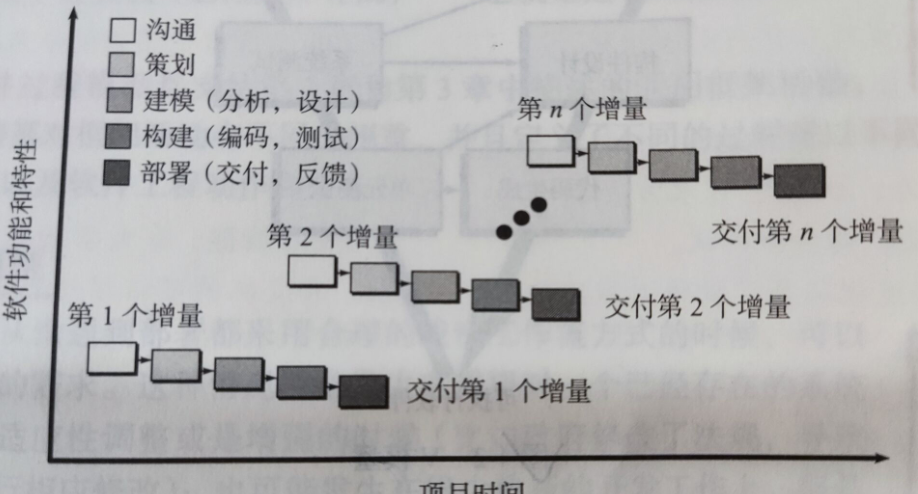 沟通
策划
建模（分析，设计）
构建（编码，测试）
部署（交付，反馈）
软件功能和特性
第 n 个增量
交付第 n 个增量
第 2 个增量
交付第 2 个增量
第 1 个增量
交付第 1 个增量
项目时间